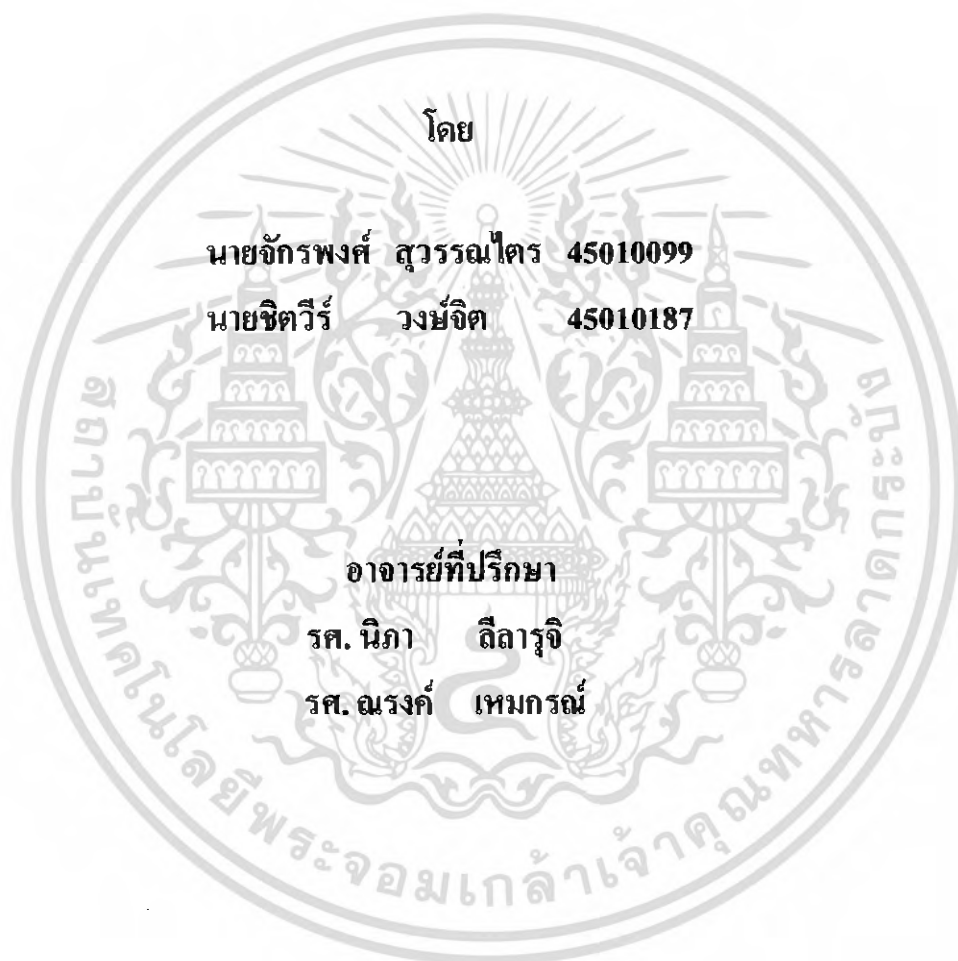 โดย
นายจักรพงศ์ สุวรรณไตร 45010099
นายชิตวีร์ วงษ์จิต 45010187
อาจารย์ที่ปรึกษา
รศ. นิภา ลีลารุจิ
รศ. ณรงค์ เหมกรณ์
สถาบันเทคโนโลยีพระจอมเกล้าเจ้าคุณทหารลาดกระบัง